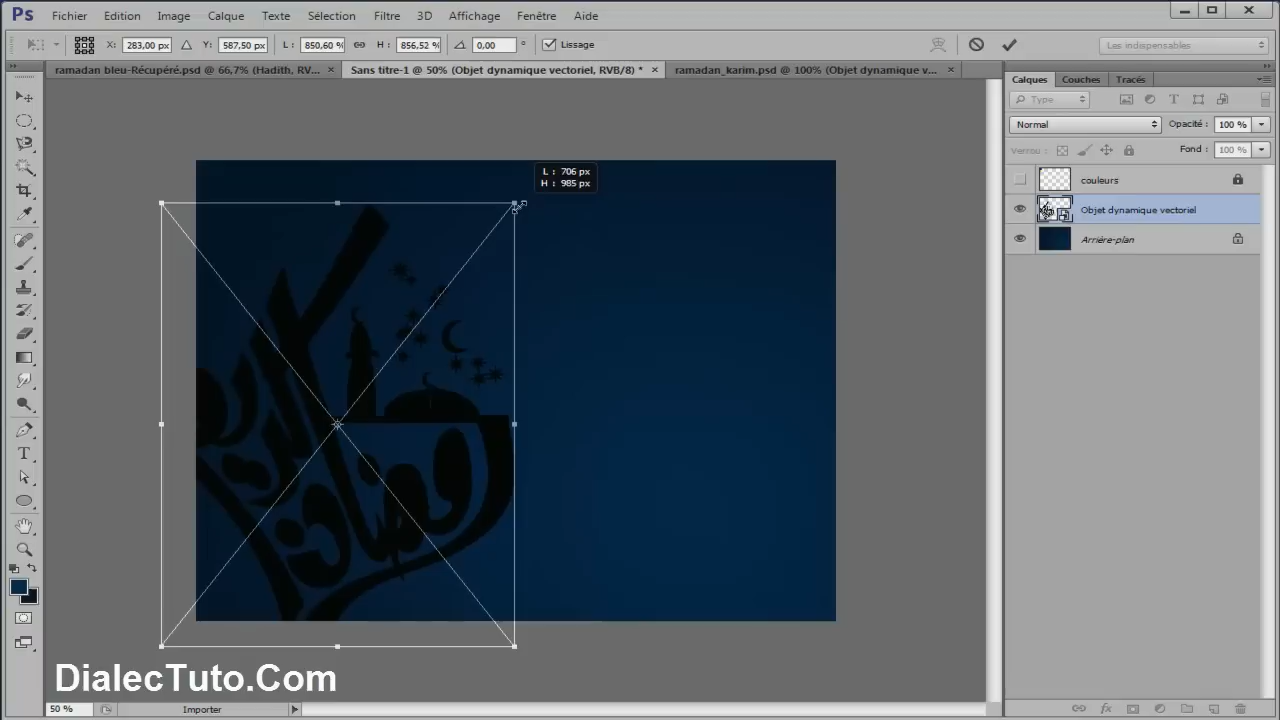 Ps Fichier Edition Image Calque Texte Sélection Filtre 3D Affichage Fenêtre Aide
X: 283,00 px Y: 587,50 px L : 850,60 % H : 856,52 % 0,00 ° Lissage Les indispensables
ramadan bleu-Récupéré.psd @ 66,7% (Hadith, RV... × Sans titre-1 @ 50% (Objet dynamique vectoriel, RVB/8) * × ramadan_karim.psd @ 100% (Objet dynamique v... ×
Calques Couches Tracés
Type
Normal Opacité : 100 %
Verrou : Fond : 100 %
L : 706 px
H : 985 px
couleurs
Objet dynamique vectoriel
Arrière-plan
رمضان
DialecTuto.Com
50 % Importer